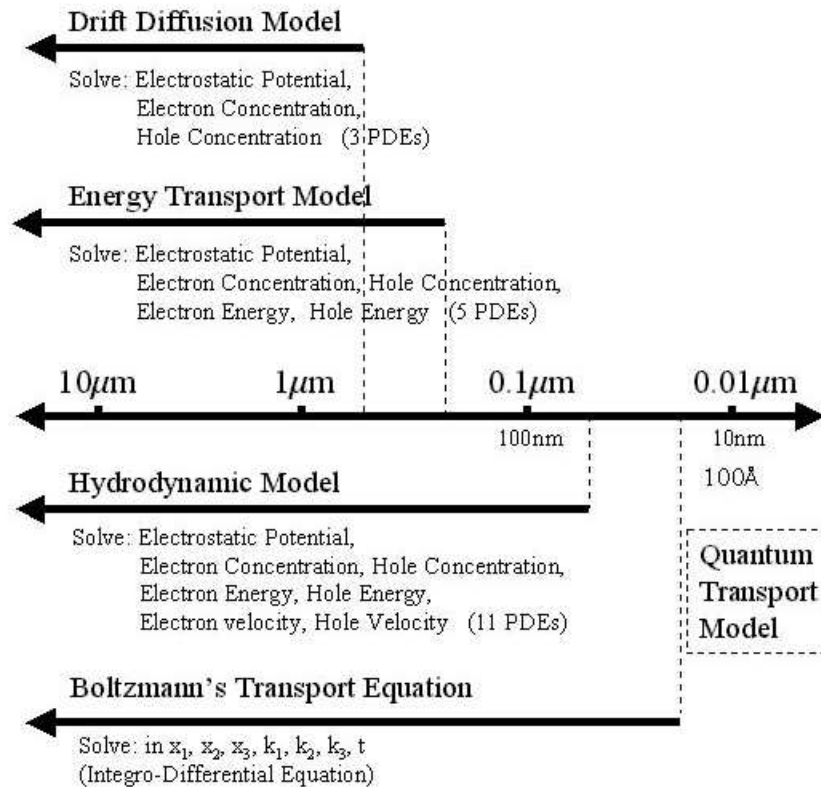 Drift Diffusion Model
Solve: Electrostatic Potential,
Electron Concentration,
Hole Concentration (3 PDEs)
Energy Transport Model
Solve: Electrostatic Potential,
Electron Concentration, Hole Concentration,
Electron Energy, Hole Energy (5 PDEs)
10μm 1μm 0.1μm 0.01μm
100nm 10nm
100Å
Hydrodynamic Model
Solve: Electrostatic Potential,
Electron Concentration, Hole Concentration,
Electron Energy, Hole Energy,
Electron velocity, Hole Velocity (11 PDEs)
Quantum
Transport
Model
Boltzmann's Transport Equation
Solve: in x₁, x₂, x₃, k₁, k₂, k₃, t
(Integro-Differential Equation)